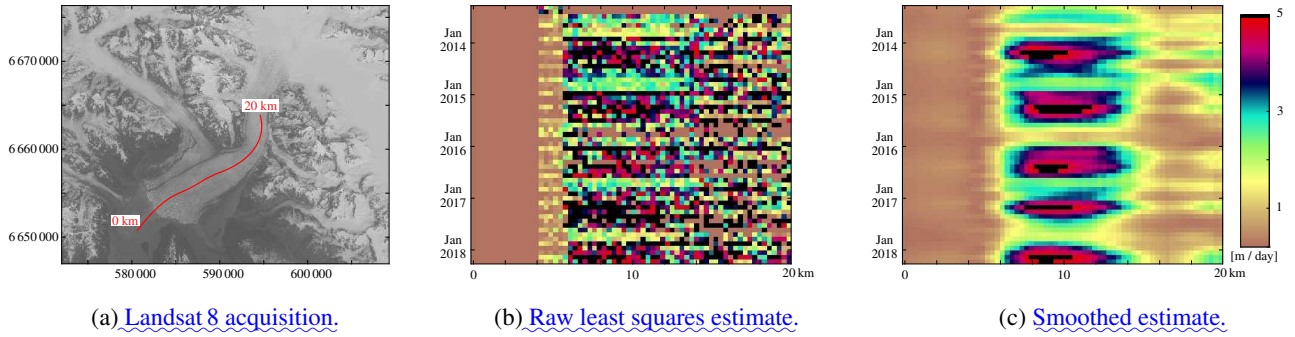 6 670 000
6 660 000
6 650 000
20 km
0 km
580 000 590 000 600 000
Jan
2014
Jan
2015
Jan
2016
Jan
2017
Jan
2018
0 10 20 km
Jan
2014
Jan
2015
Jan
2018
Jan
2017
Jan
2018
0 10 20 km
5
3
1
[m / day]
(a) Landsat 8 acquisition.
(b) Raw least squares estimate.
(c) Smoothed estimate.